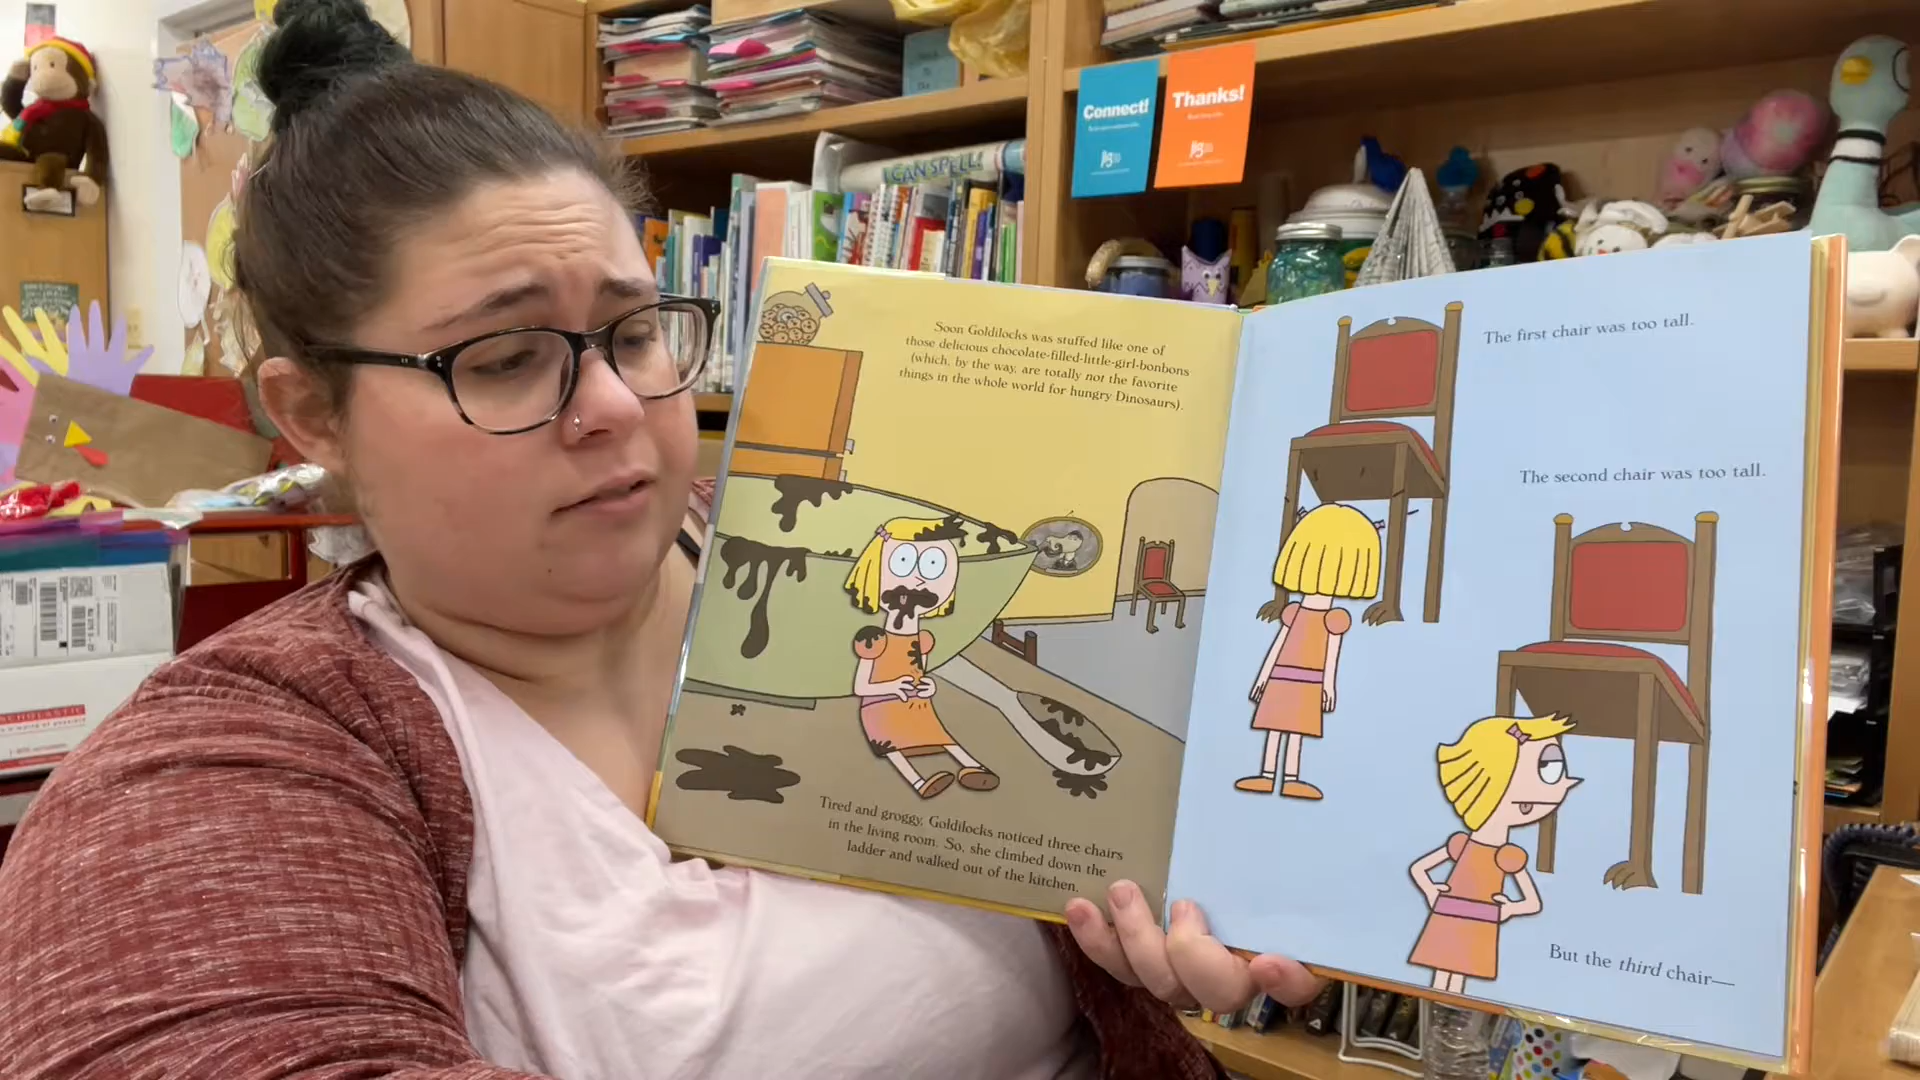 Connect!
Thanks!
I CAN SPELL!
Soon Goldilocks was stuffed like one of
those delicious chocolate-filled-little-girl-bonbons
(which, by the way, are totally not the favorite
things in the whole world for hungry Dinosaurs).
Tired and groggy, Goldilocks noticed three chairs
in the living room. So, she climbed down the
ladder and walked out of the kitchen.
The first chair was too tall.
The second chair was too tall.
But the third chair—
SCHOLASTIC